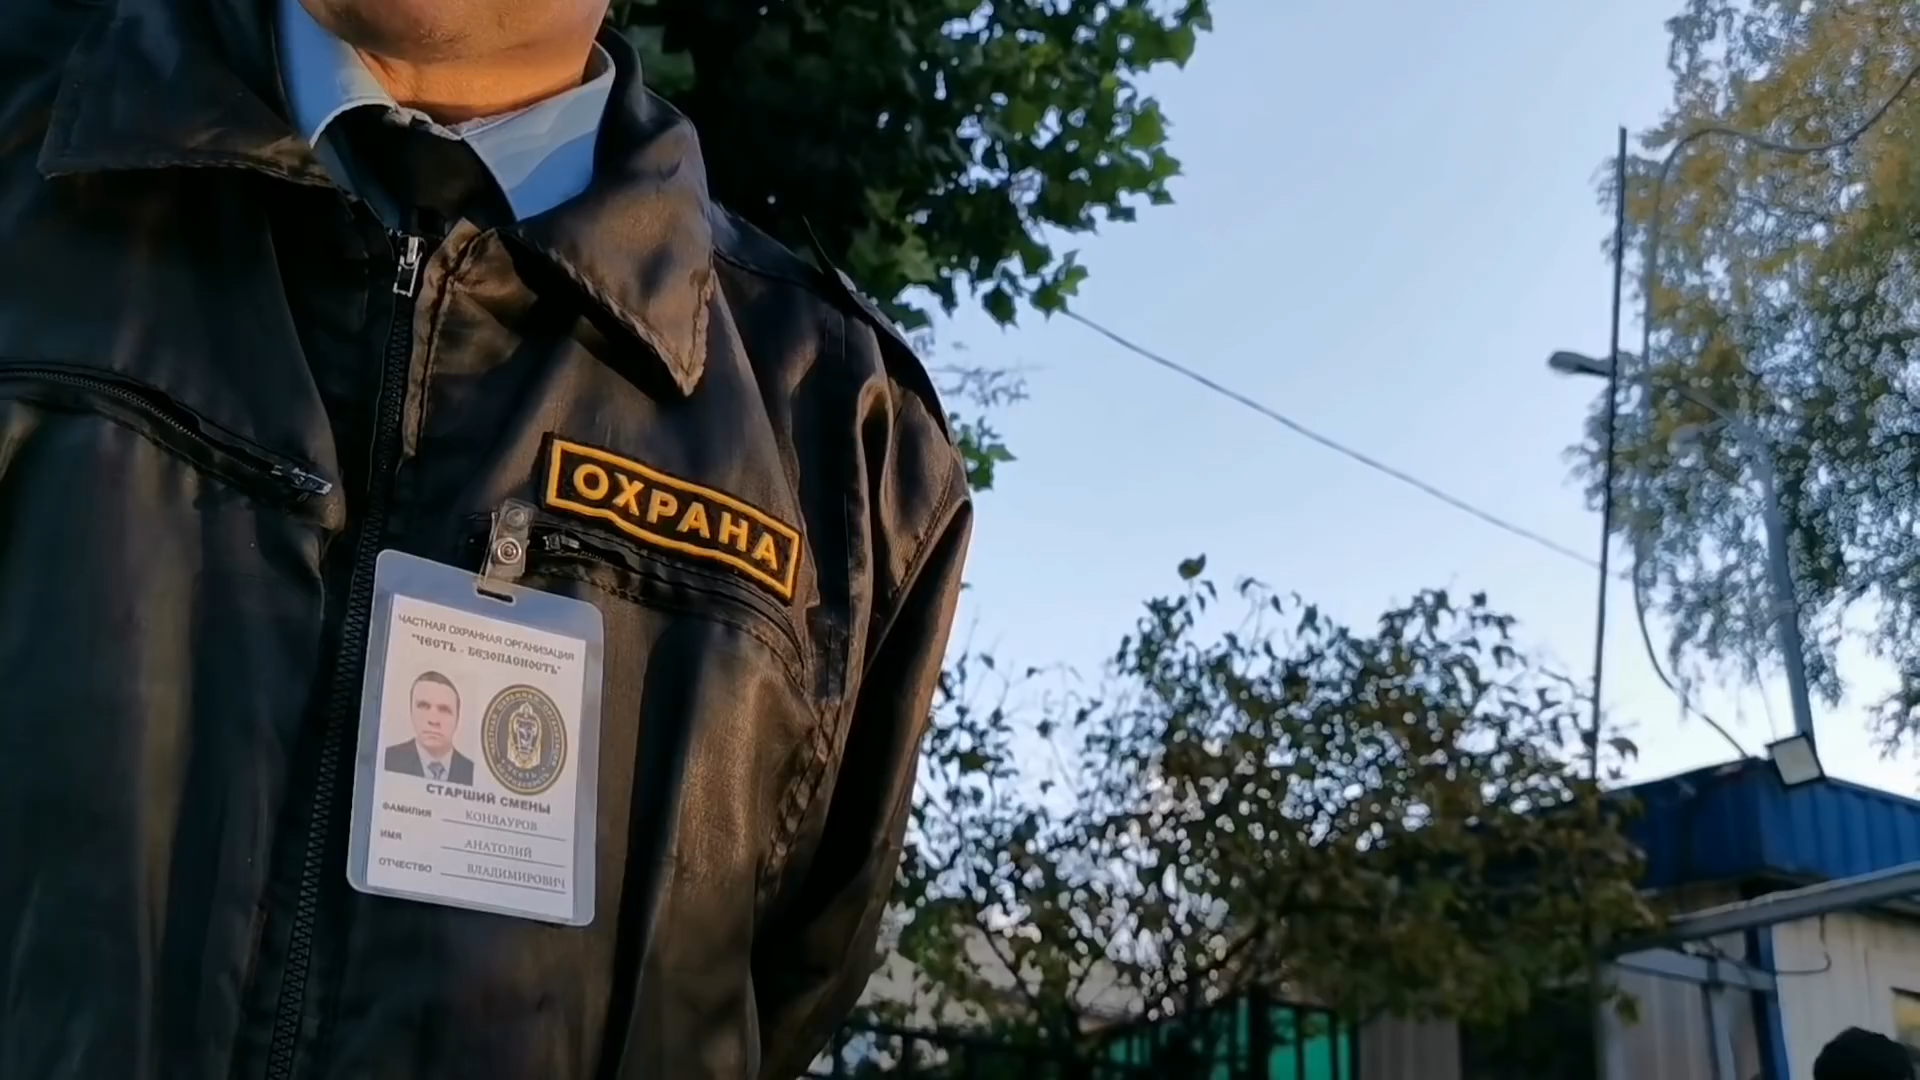 ОХРАНА
ЧАСТНАЯ ОХРАННАЯ ОРГАНИЗАЦИЯ
"ЧЕСТЬ - БЕЗОПАСНОСТЬ"
СТАРШИЙ СМЕНЫ
ФАМИЛИЯ КОНДАУРОВ
ИМЯ АНАТОЛИЙ
ОТЧЕСТВО ВЛАДИМИРОВИЧ